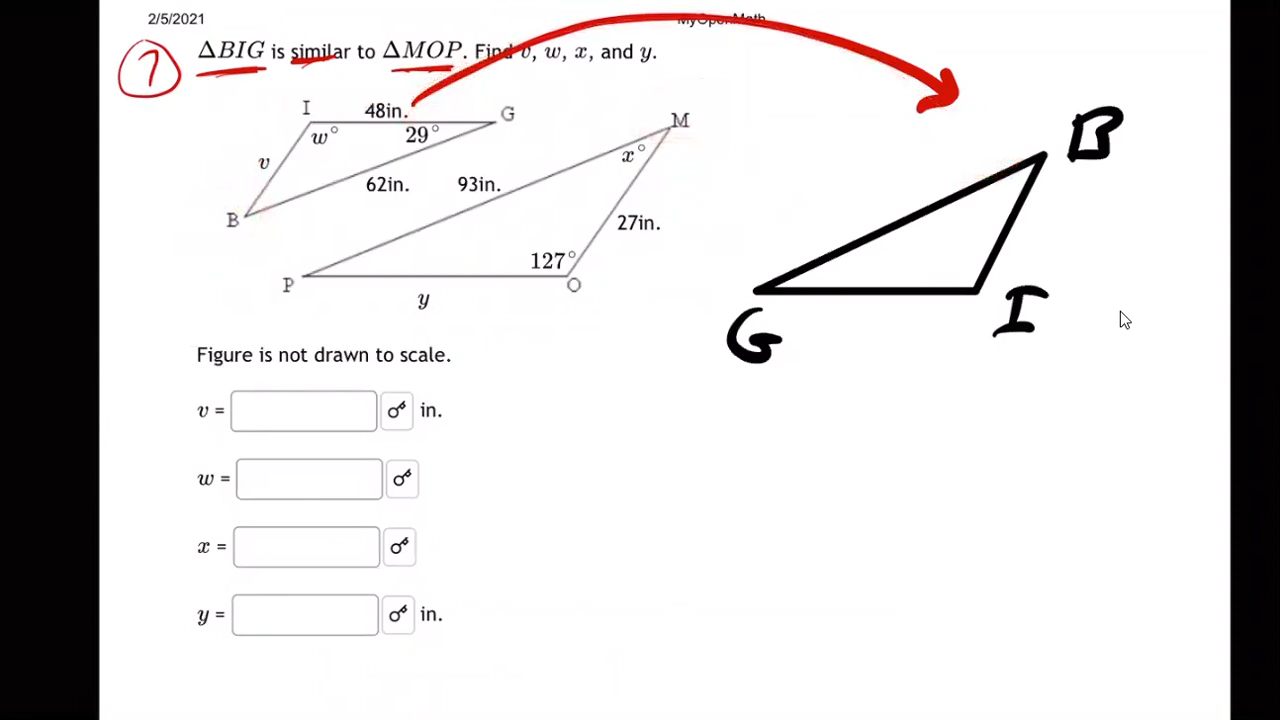 2/5/2021 MyOpenMath
7 ΔBIG is similar to ΔMOP. Find v, w, x, and y.
I 48in. G M
w° 29° x°
v 62in. 93in.
B 27in.
127°
P O
y
B
G I
Figure is not drawn to scale.
v = in.
w =
x =
y = in.